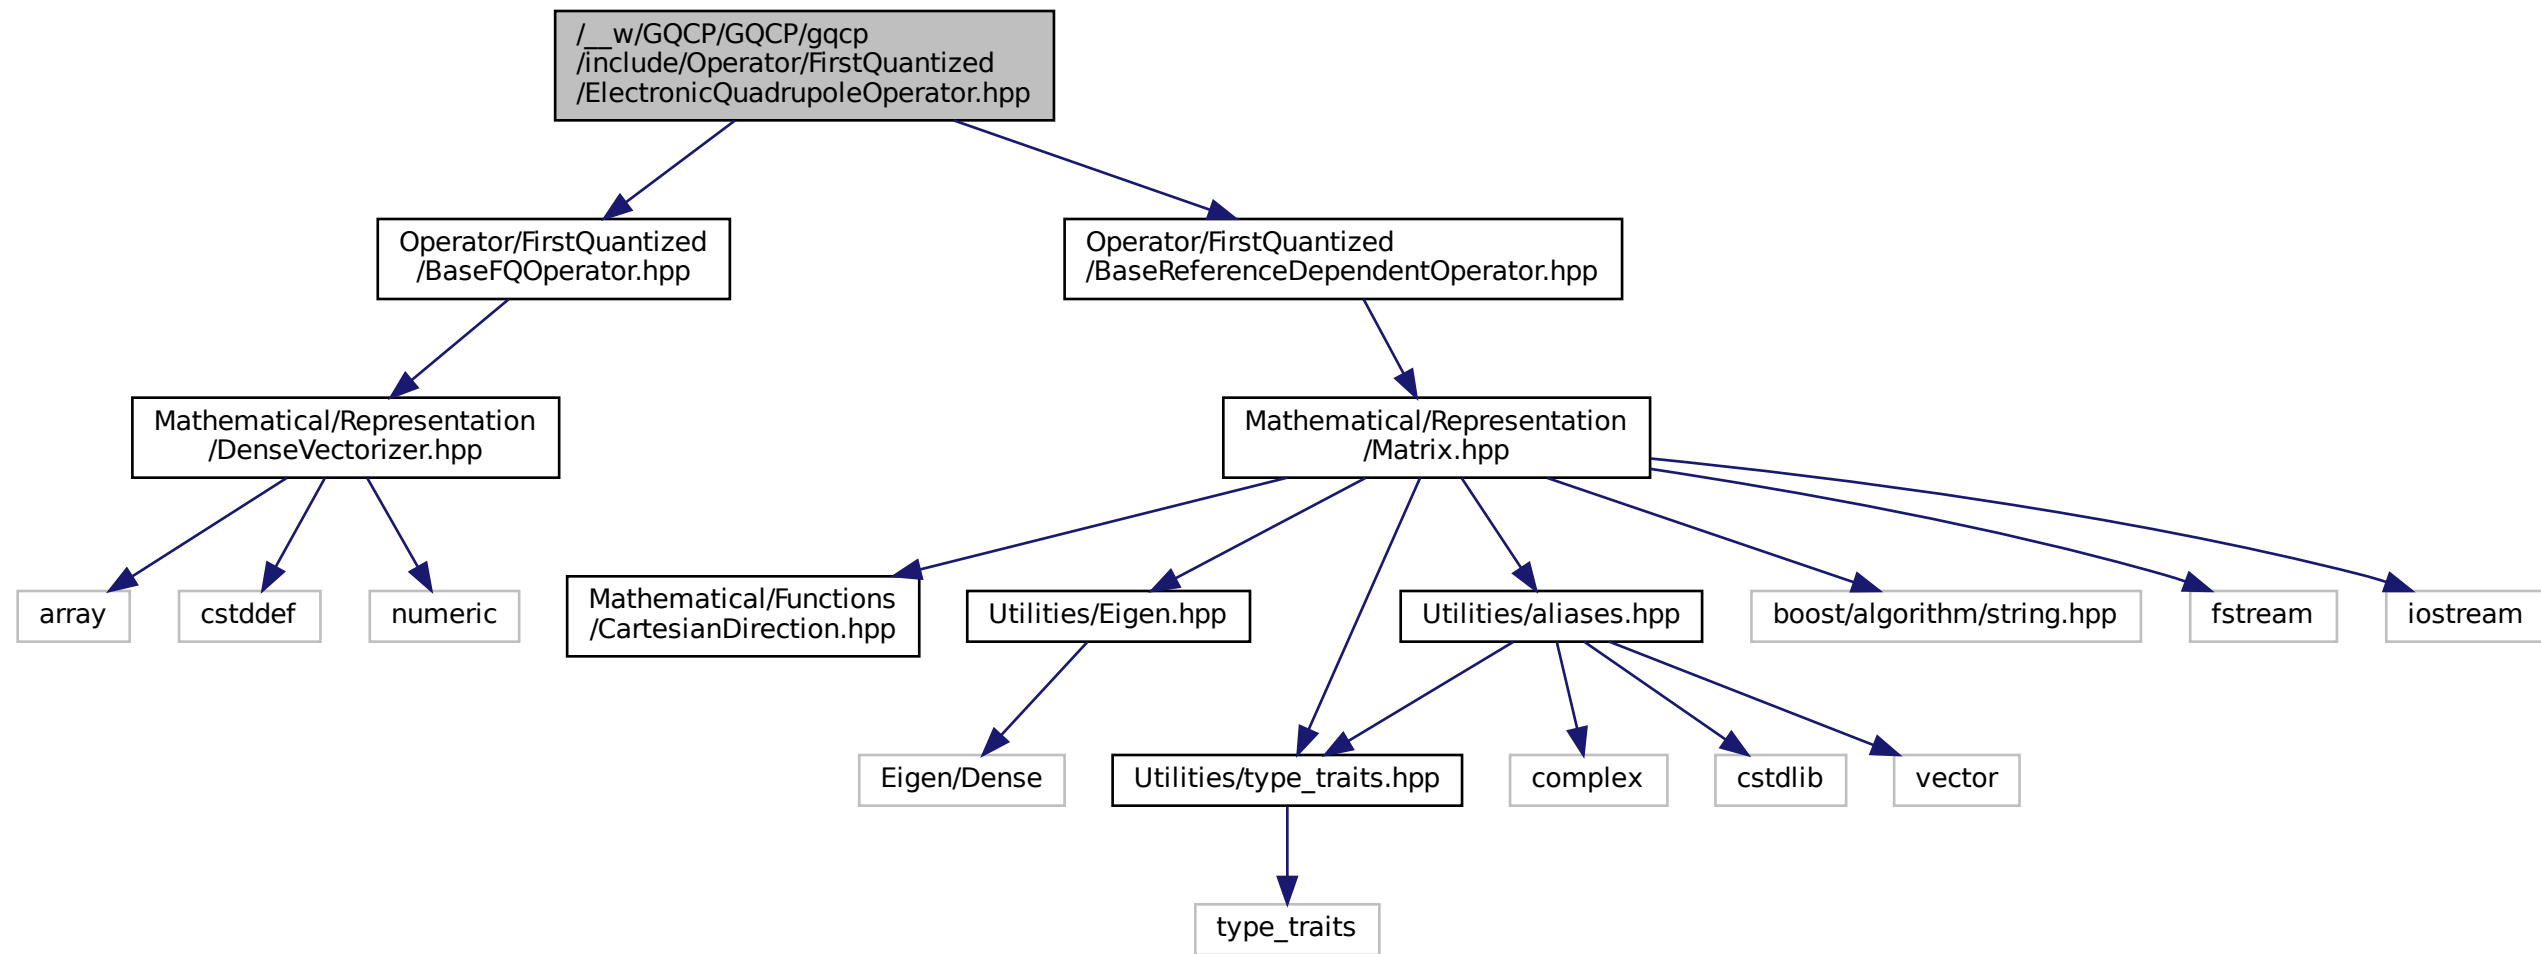 /__w/GQCP/GQCP/gqcp
/include/Operator/FirstQuantized
/ElectronicQuadrupoleOperator.hpp
Operator/FirstQuantized
/BaseFQOperator.hpp
Operator/FirstQuantized
/BaseReferenceDependentOperator.hpp
Mathematical/Representation
/DenseVectorizer.hpp
Mathematical/Representation
/Matrix.hpp
array
cstddef
numeric
Mathematical/Functions
/CartesianDirection.hpp
Utilities/Eigen.hpp
Utilities/aliases.hpp
boost/algorithm/string.hpp
fstream
iostream
Eigen/Dense
Utilities/type_traits.hpp
complex
cstdlib
vector
type_traits